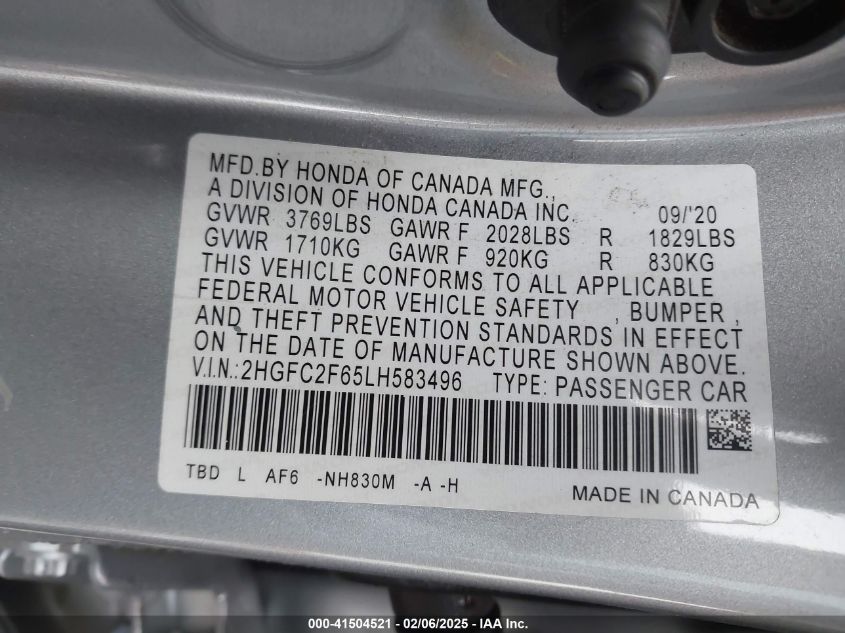 MFD.BY HONDA OF CANADA MFG.,
A DIVISION OF HONDA CANADA INC. 09/'20
GVWR 3769LBS GAWR F 2028LBS R 1829LBS
GVWR 1710KG GAWR F 920KG R 830KG
THIS VEHICLE CONFORMS TO ALL APPLICABLE
FEDERAL MOTOR VEHICLE SAFETY , BUMPER ,
AND THEFT PREVENTION STANDARDS IN EFFECT
ON THE DATE OF MANUFACTURE SHOWN ABOVE.
V.I.N.:2HGFC2F65LH583496 TYPE: PASSENGER CAR
TBD L AF6 -NH830M -A -H
MADE IN CANADA
000-41504521 | 02/06/2025 - IAA Inc.